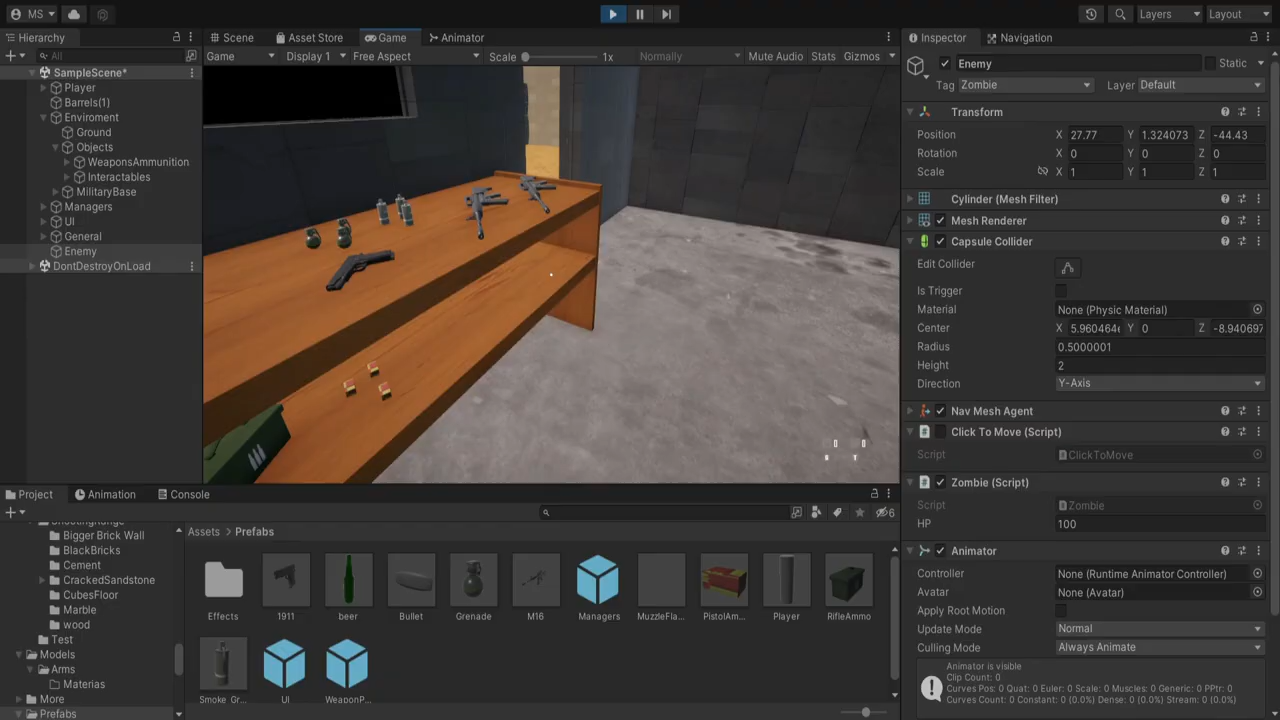 MS
Layers
Layout
Hierarchy
All
SampleScene*
Player
Barrels(1)
Enviroment
Ground
Objects
WeaponsAmmunition
Interactables
MilitaryBase
Managers
UI
General
Enemy
DontDestroyOnLoad
Scene
Asset Store
Game
Animator
Game
Display 1
Free Aspect
Scale
1x
Normally
Mute Audio
Stats
Gizmos
Inspector
Navigation
Enemy
Static
Tag
Zombie
Layer
Default
Transform
Position
X 27.77
Y 1.324073
Z -44.43
Rotation
X 0
Y 0
Z 0
Scale
X 1
Y 1
Z 1
Cylinder (Mesh Filter)
Mesh Renderer
Capsule Collider
Edit Collider
Is Trigger
Material
None (Physic Material)
Center
X 5.960464e
Y 0
Z -8.940697
Radius
0.5000001
Height
2
Direction
Y-Axis
Nav Mesh Agent
Click To Move (Script)
Script
ClickToMove
Zombie (Script)
Script
Zombie
HP
100
Animator
Controller
None (Runtime Animator Controller)
Avatar
None (Avatar)
Apply Root Motion
Update Mode
Normal
Culling Mode
Always Animate
Animator is visible
Clip Count: 0
Curves Pos: 0 Quat: 0 Euler: 0 Scale: 0 Muscles: 0 Generic: 0 PPtr: 0
Curves Count: 0 Constant: 0 (0.0%) Dense: 0 (0.0%) Stream: 0 (0.0%)
Project
Animation
Console
6
Bigger Brick Wall
BlackBricks
Cement
CrackedSandstone
CubesFloor
Marble
wood
Test
Models
Arms
Materias
More
Prefabs
Assets > Prefabs
Effects
1911
beer
Bullet
Grenade
M16
Managers
MuzzleFla...
PistolAm...
Player
RifleAmmo
Smoke Gr...
UI
WeaponP...